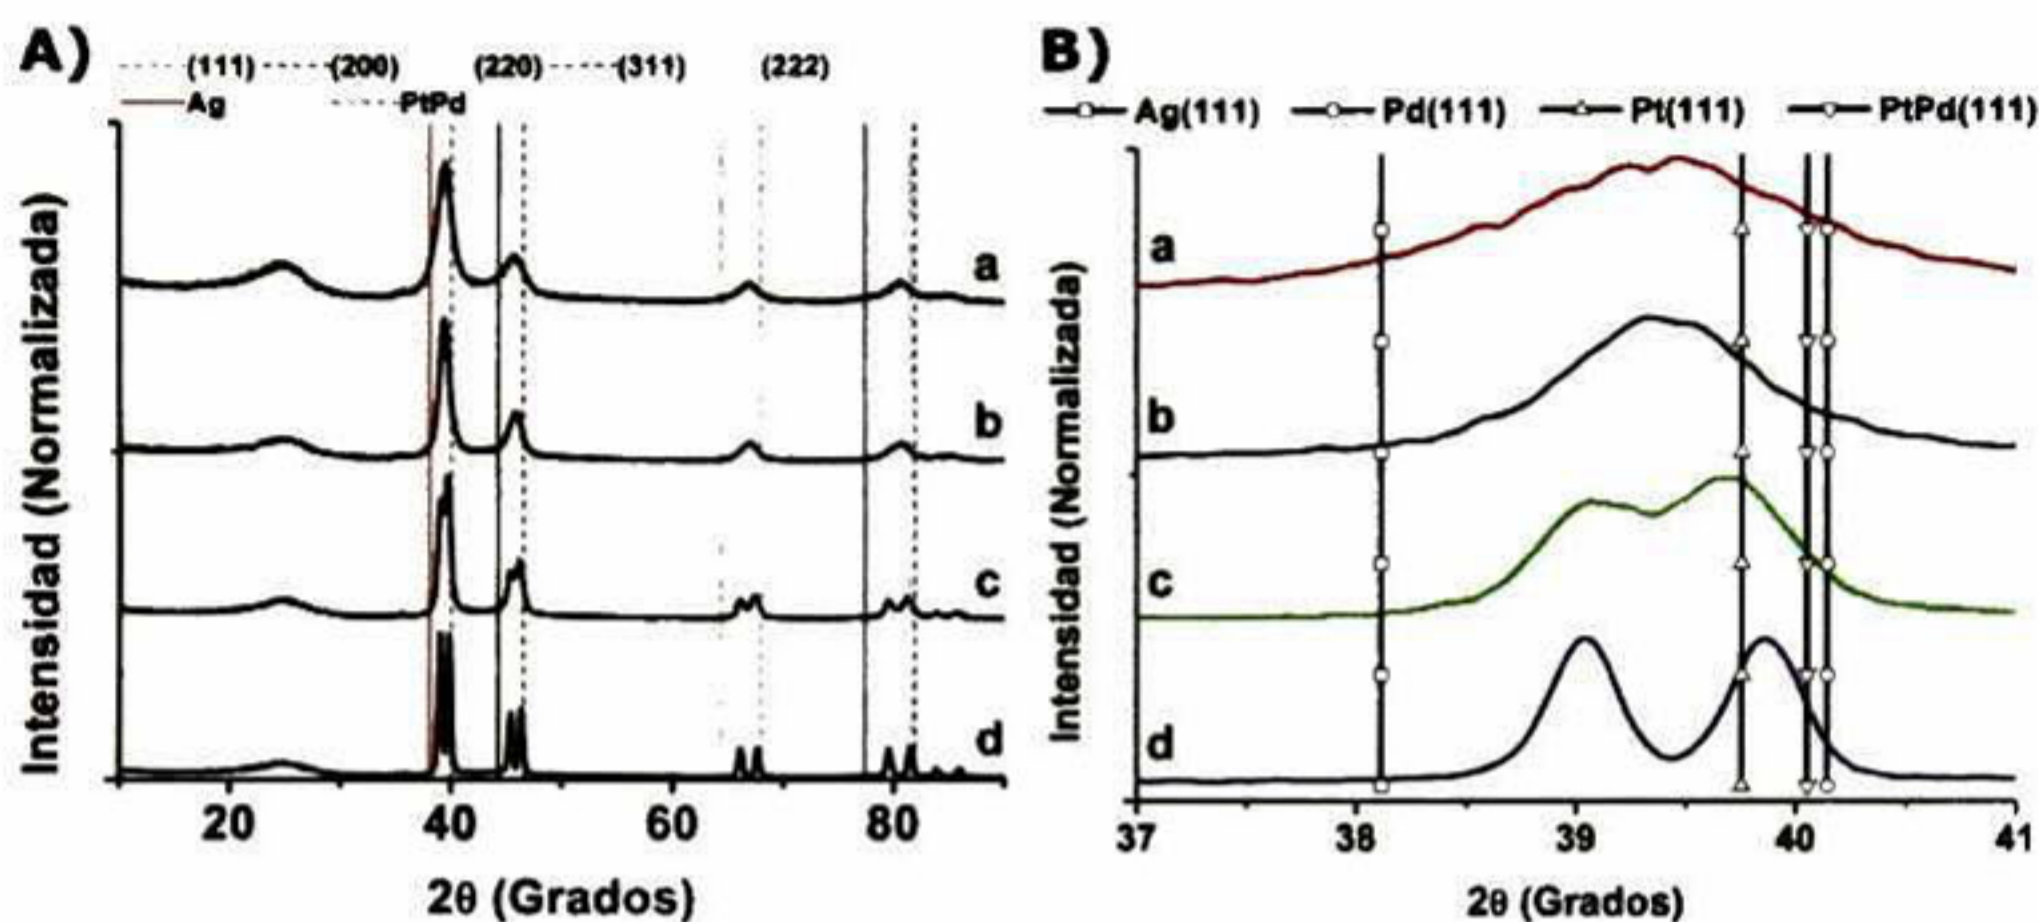 A)
(111) (200) (220) (311) (222)
Ag PtPd
Intensidad (Normalizada)
a
b
c
d
20 40 60 80
2θ (Grados)
B)
Ag(111) Pd(111) Pt(111) PtPd(111)
Intensidad (Normalizada)
a
b
c
d
37 38 39 40 41
2θ (Grados)